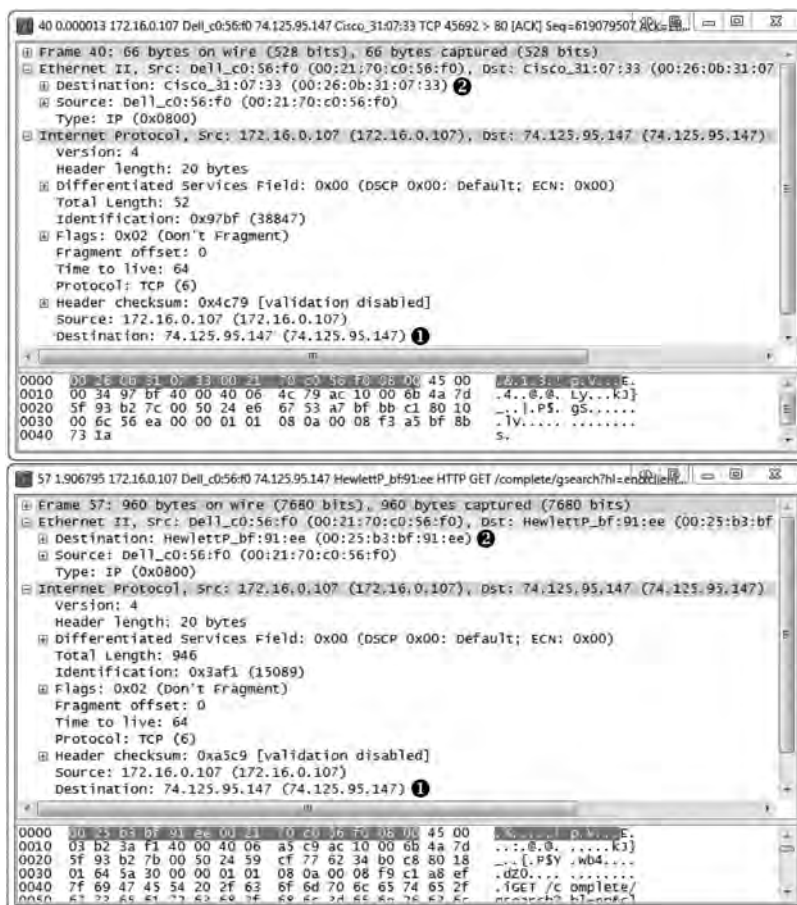 40 0.000013 172.16.0.107 Dell_c0:56:f0 74.125.95.147 Cisco_31:07:33 TCP 45692 > 80 [ACK] Seq=619079507
Frame 40: 66 bytes on wire (528 bits), 66 bytes captured (528 bits)
Ethernet II, Src: Dell_c0:56:f0 (00:21:70:c0:56:f0), Dst: Cisco_31:07:33 (00:26:0b:31:07
Destination: Cisco_31:07:33 (00:26:0b:31:07:33) 2
Source: Dell_c0:56:f0 (00:21:70:c0:56:f0)
Type: IP (0x0800)
Internet Protocol, Src: 172.16.0.107 (172.16.0.107), Dst: 74.125.95.147 (74.125.95.147)
Version: 4
Header length: 20 bytes
Differentiated Services Field: 0x00 (DSCP 0x00: Default; ECN: 0x00)
Total Length: 52
Identification: 0x97bf (38847)
Flags: 0x02 (Don't Fragment)
Fragment offset: 0
Time to live: 64
Protocol: TCP (6)
Header checksum: 0x4c79 [validation disabled]
Source: 172.16.0.107 (172.16.0.107)
Destination: 74.125.95.147 (74.125.95.147) 1
0000 00 26 0b 31 07 33 00 21 70 c0 56 f0 08 00 45 00 .&.1.3.! p.V...E.
0010 00 34 97 bf 40 00 40 06 4c 79 ac 10 00 6b 4a 7d .4..@.@. Ly...kJ}
0020 5f 93 b2 7c 00 50 24 e6 67 53 a7 bf bb c1 80 10 _..|.P$. gS......
0030 00 6c 56 ea 00 00 01 01 08 0a 00 08 f3 a5 bf 8b .lV..... ........
0040 73 1a s.
57 1.906795 172.16.0.107 Dell_c0:56:f0 74.125.95.147 HewlettP_bf:91:ee HTTP GET /complete/gsearch?hl=en&client...
Frame 57: 960 bytes on wire (7680 bits), 960 bytes captured (7680 bits)
Ethernet II, Src: Dell_c0:56:f0 (00:21:70:c0:56:f0), Dst: HewlettP_bf:91:ee (00:25:b3:bf
Destination: HewlettP_bf:91:ee (00:25:b3:bf:91:ee) 2
Source: Dell_c0:56:f0 (00:21:70:c0:56:f0)
Type: IP (0x0800)
Internet Protocol, Src: 172.16.0.107 (172.16.0.107), Dst: 74.125.95.147 (74.125.95.147)
Version: 4
Header length: 20 bytes
Differentiated Services Field: 0x00 (DSCP 0x00: Default; ECN: 0x00)
Total Length: 946
Identification: 0x3af1 (15089)
Flags: 0x02 (Don't Fragment)
Fragment offset: 0
Time to live: 64
Protocol: TCP (6)
Header checksum: 0xa5c9 [validation disabled]
Source: 172.16.0.107 (172.16.0.107)
Destination: 74.125.95.147 (74.125.95.147) 1
0000 00 25 b3 bf 91 ee 00 21 70 c0 56 f0 08 00 45 00 .%.....! p.V...E.
0010 03 b2 3a f1 40 00 40 06 a5 c9 ac 10 00 6b 4a 7d ..:.@.@. .....kJ}
0020 5f 93 b2 7b 00 50 24 59 cf 77 62 34 b0 c8 80 18 _..{.P$Y .wb4....
0030 01 64 5a 30 00 00 01 01 08 0a 00 08 f9 c1 a8 ef .dZ0.... ........
0040 7f 69 47 45 54 20 2f 63 6f 6d 70 6c 65 74 65 2f .iGET /c omplete/